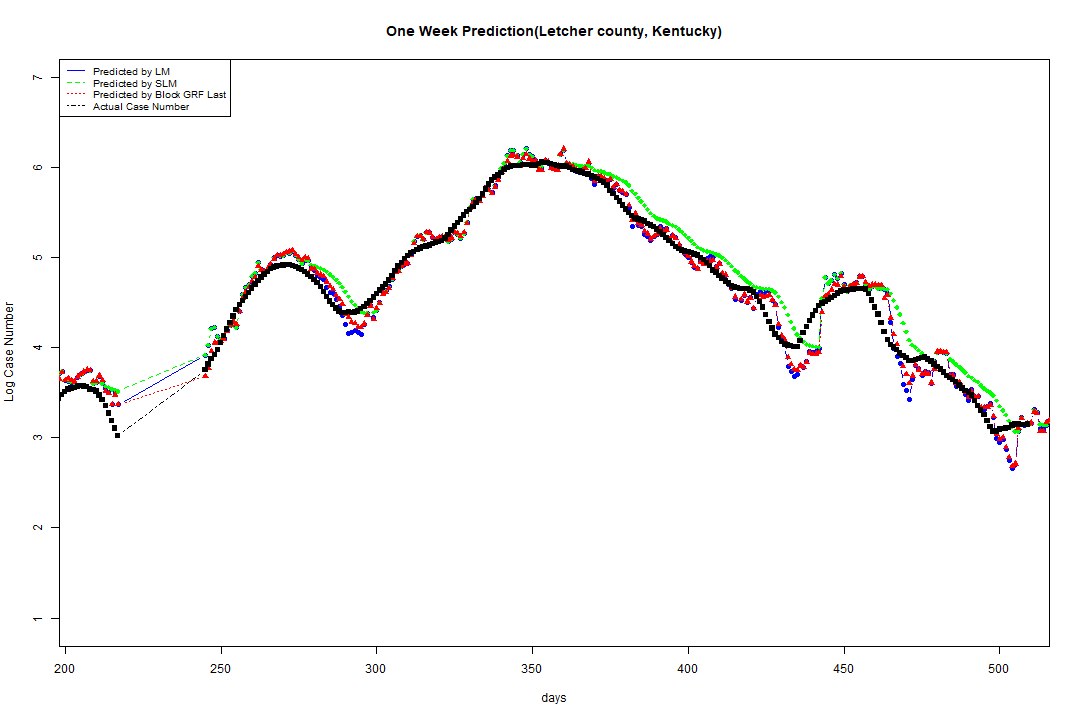 One Week Prediction(Letcher county, Kentucky)
Predicted by LM
Predicted by SLM
Predicted by Block GRF Last
Actual Case Number
Log Case Number
7
6
5
4
3
2
1
200 250 300 350 400 450 500
days